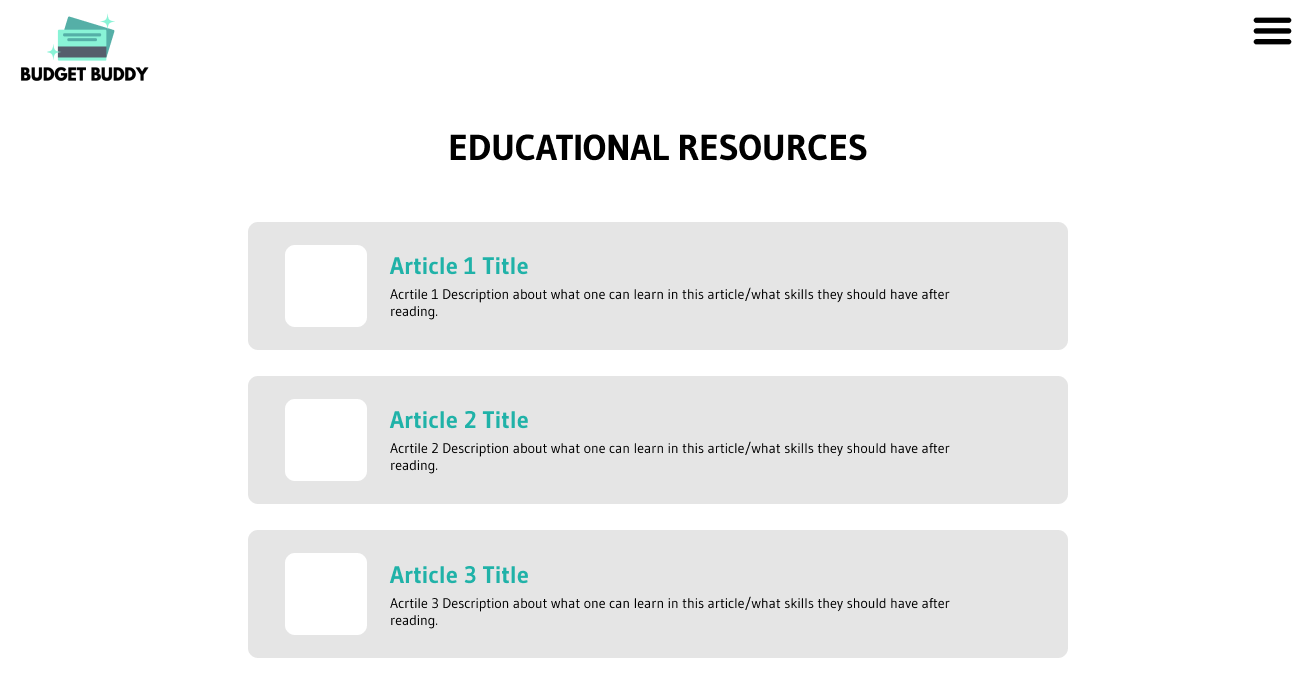 BUDGET BUDDY
EDUCATIONAL RESOURCES
Article 1 Title
Acrtile 1 Description about what one can learn in this article/what skills they should have after
reading.
Article 2 Title
Acrtile 2 Description about what one can learn in this article/what skills they should have after
reading.
Article 3 Title
Acrtile 3 Description about what one can learn in this article/what skills they should have after
reading.